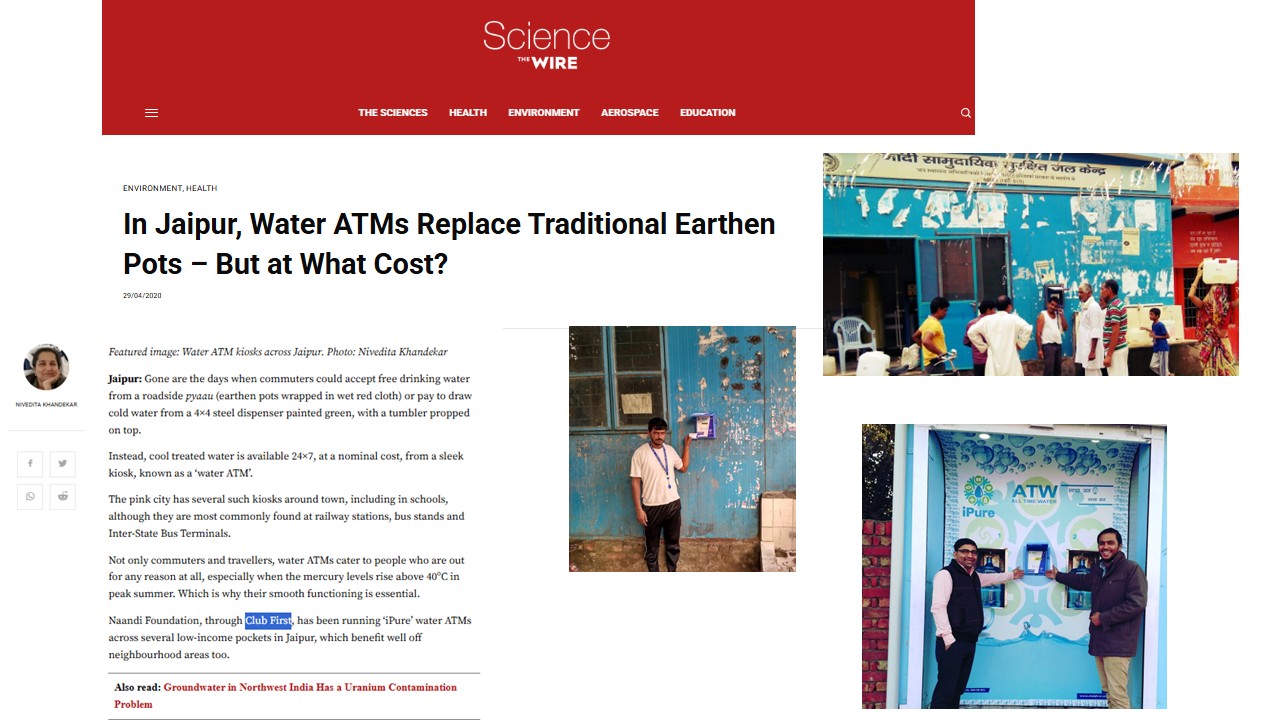 Science
THE WIRE
THE SCIENCES HEALTH ENVIRONMENT AEROSPACE EDUCATION
ENVIRONMENT, HEALTH
In Jaipur, Water ATMs Replace Traditional Earthen
Pots – But at What Cost?
29/04/2020
NIVEDITA KHANDEKAR
Featured image: Water ATM kiosks across Jaipur. Photo: Nivedita Khandekar
Jaipur: Gone are the days when commuters could accept free drinking water
from a roadside pyaau (earthen pots wrapped in wet red cloth) or pay to draw
cold water from a 4×4 steel dispenser painted green, with a tumbler propped
on top.
Instead, cool treated water is available 24×7, at a nominal cost, from a sleek
kiosk, known as a ‘water ATM’.
The pink city has several such kiosks around town, including in schools,
although they are most commonly found at railway stations, bus stands and
Inter-State Bus Terminals.
Not only commuters and travellers, water ATMs cater to people who are out
for any reason at all, especially when the mercury levels rise above 40°C in
peak summer. Which is why their smooth functioning is essential.
Naandi Foundation, through Club First, has been running ‘iPure’ water ATMs
across several low-income pockets in Jaipur, which benefit well off
neighbourhood areas too.
Also read: Groundwater in Northwest India Has a Uranium Contamination
Problem
नांदी सामुदायिक सुरक्षित जल केन्द्र
iPure
ATW
ALL TIME WATER
1
2